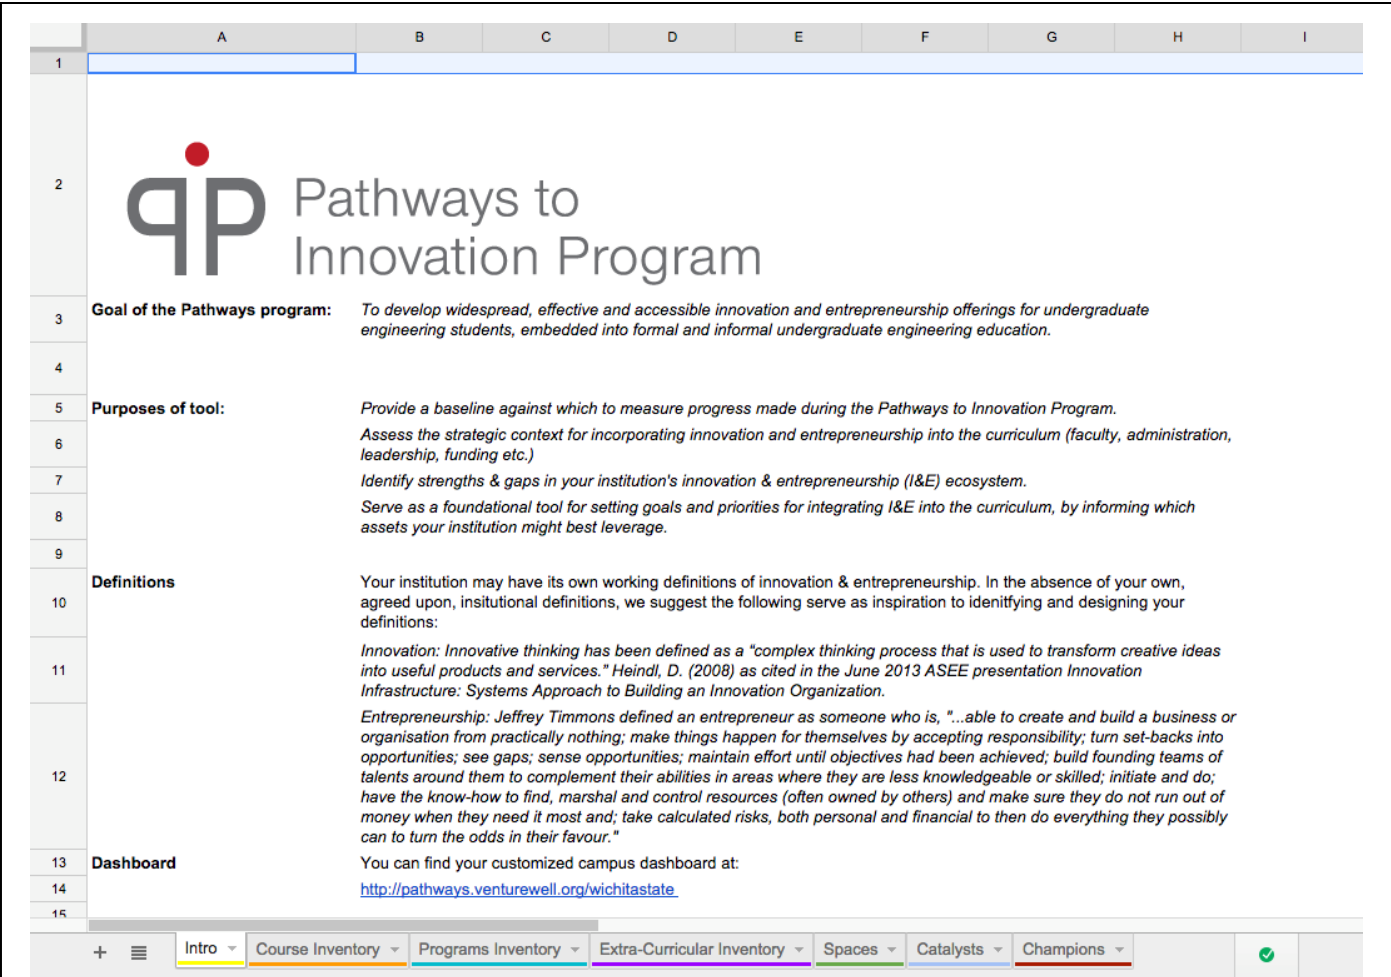 A B C D E F G H I
1
2
Pathways to
Innovation Program
3 Goal of the Pathways program: To develop widespread, effective and accessible innovation and entrepreneurship offerings for undergraduate
engineering students, embedded into formal and informal undergraduate engineering education.
4
5 Purposes of tool: Provide a baseline against which to measure progress made during the Pathways to Innovation Program.
6 Assess the strategic context for incorporating innovation and entrepreneurship into the curriculum (faculty, administration,
leadership, funding etc.)
7 Identify strengths & gaps in your institution's innovation & entrepreneurship (I&E) ecosystem.
8 Serve as a foundational tool for setting goals and priorities for integrating I&E into the curriculum, by informing which
assets your institution might best leverage.
9
Definitions Your institution may have its own working definitions of innovation & entrepreneurship. In the absence of your own,
10 agreed upon, insitutional definitions, we suggest the following serve as inspiration to idenitfying and designing your
definitions:
Innovation: Innovative thinking has been defined as a "complex thinking process that is used to transform creative ideas
11 into useful products and services." Heindl, D. (2008) as cited in the June 2013 ASEE presentation Innovation
Infrastructure: Systems Approach to Building an Innovation Organization.
Entrepreneurship: Jeffrey Timmons defined an entrepreneur as someone who is, "...able to create and build a business or
organisation from practically nothing; make things happen for themselves by accepting responsibility; turn set-backs into
opportunities; see gaps; sense opportunities; maintain effort until objectives had been achieved; build founding teams of
12 talents around them to complement their abilities in areas where they are less knowledgeable or skilled; initiate and do;
have the know-how to find, marshal and control resources (often owned by others) and make sure they do not run out of
money when they need it most and; take calculated risks, both personal and financial to then do everything they possibly
can to turn the odds in their favour."
13 Dashboard You can find your customized campus dashboard at:
14 http://pathways.venturewell.org/wichitastate
15
Intro Course Inventory Programs Inventory Extra-Curricular Inventory Spaces Catalysts Champions